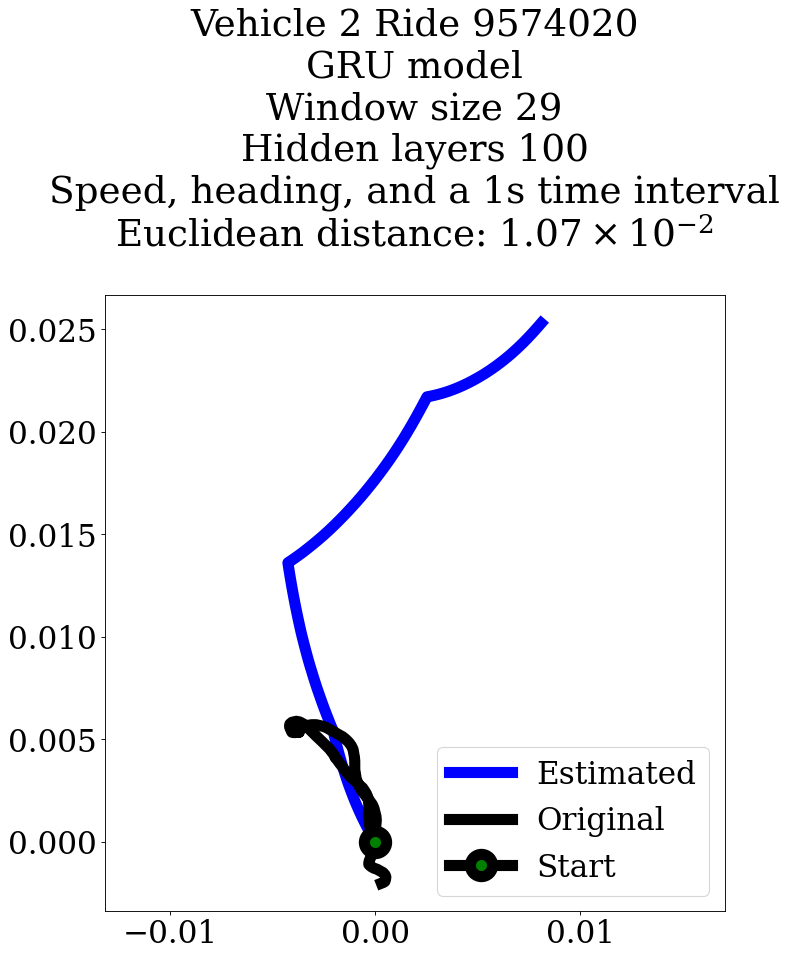 Vehicle 2 Ride 9574020
GRU model
Window size 29
Hidden layers 100
Speed, heading, and a 1s time interval
Euclidean distance: 1.07 × 10⁻²
0.025
0.020
0.015
0.010
0.005
0.000
Estimated
Original
Start
−0.01 0.00 0.01